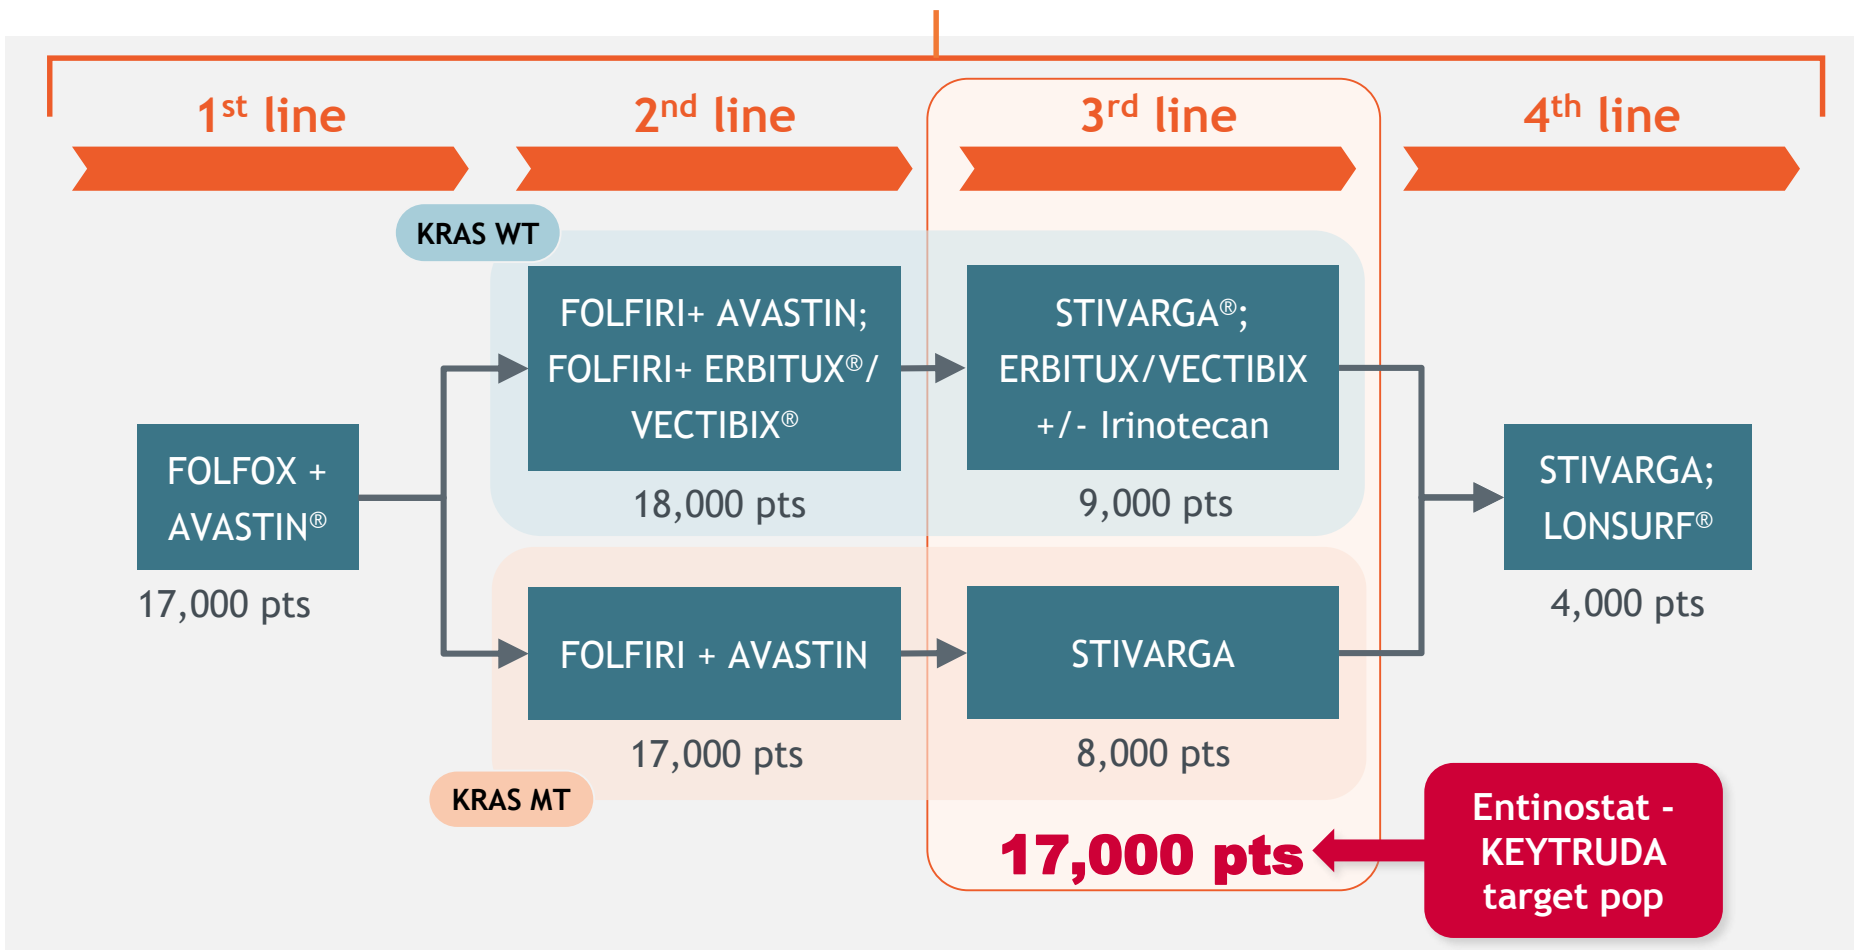 1st line
2nd line
3rd line
4th line
KRAS WT
FOLFOX +
AVASTIN®
17,000 pts
FOLFIRI+ AVASTIN;
FOLFIRI+ ERBITUX®/
VECTIBIX®
18,000 pts
STIVARGA®;
ERBITUX/VECTIBIX
+/- Irinotecan
9,000 pts
FOLFIRI + AVASTIN
17,000 pts
STIVARGA
8,000 pts
KRAS MT
STIVARGA;
LONSURF®
4,000 pts
17,000 pts
Entinostat -
KEYTRUDA
target pop